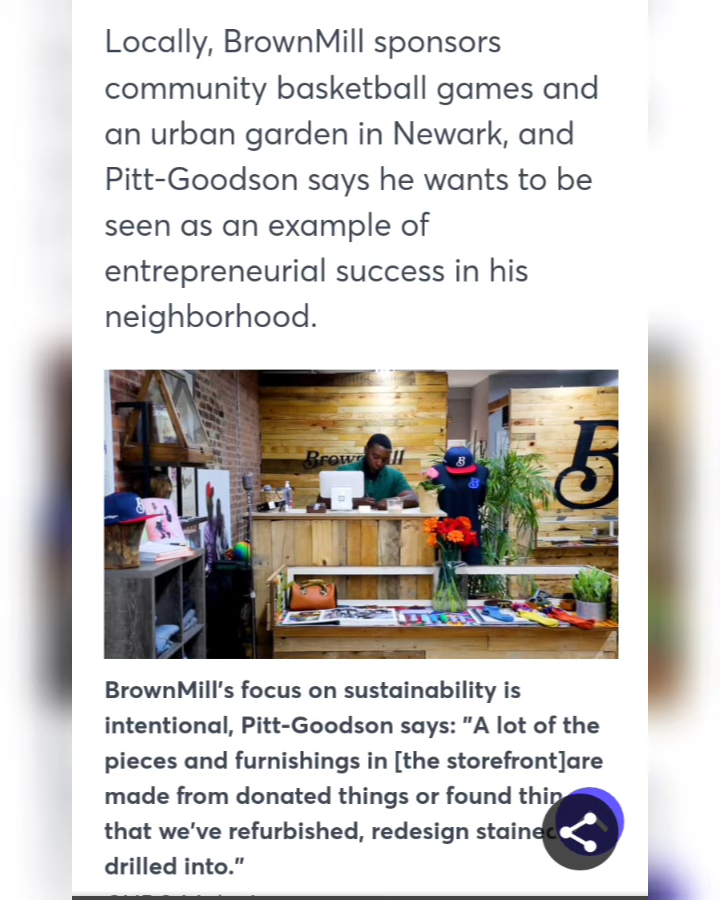 Locally, BrownMill sponsors
community basketball games and
an urban garden in Newark, and
Pitt-Goodson says he wants to be
seen as an example of
entrepreneurial success in his
neighborhood.
BrownMill
B
B
BrownMill's focus on sustainability is
intentional, Pitt-Goodson says: "A lot of the
pieces and furnishings in [the storefront]are
made from donated things or found
that we've refurbished, redesign stained
drilled into."